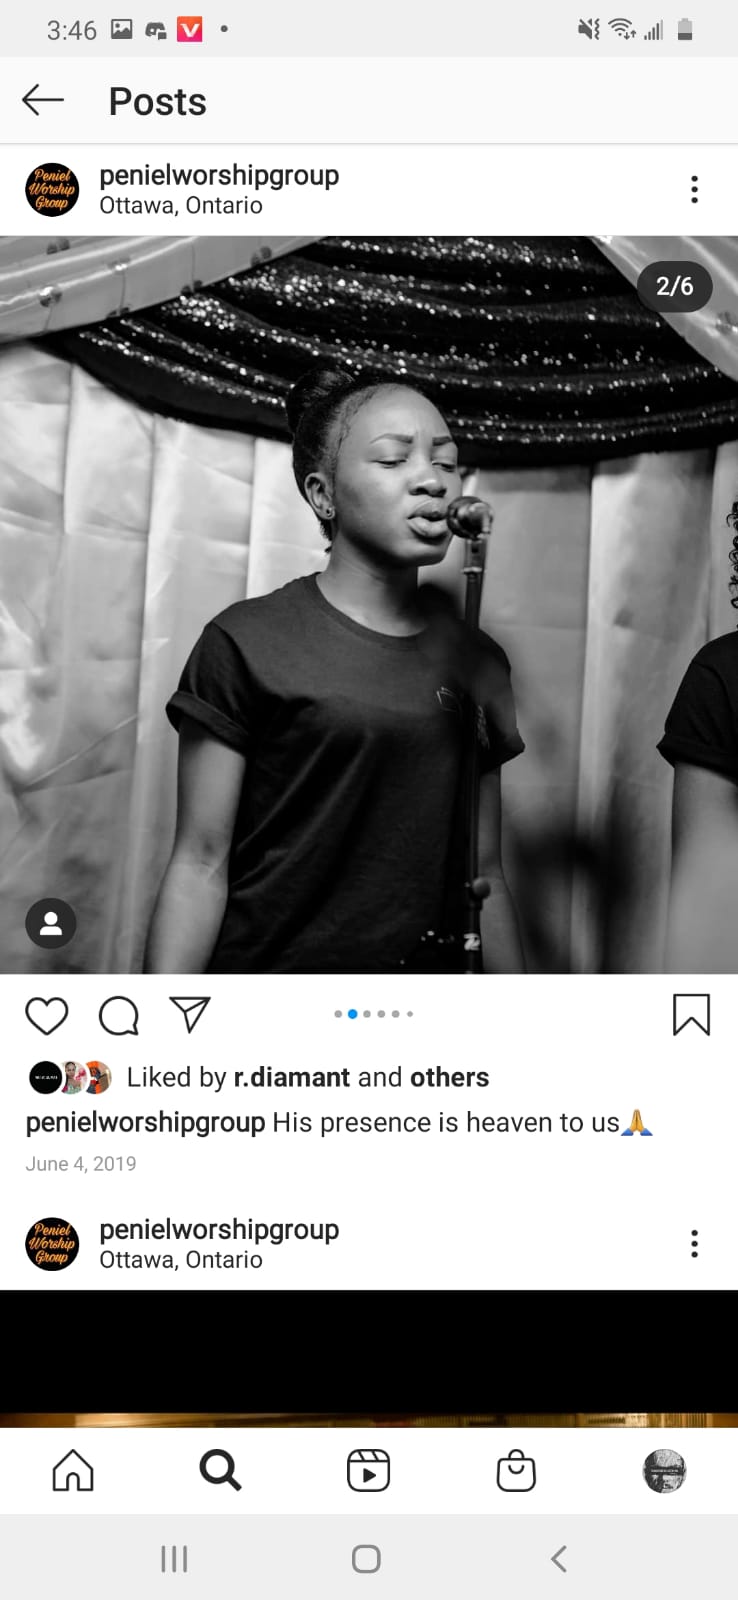 3:46
Posts
Peniel
Worship
Group
penielworshipgroup
Ottawa, Ontario
2/6
Liked by r.diamant and others
penielworshipgroup His presence is heaven to us🙏
June 4, 2019
Peniel
Worship
Group
penielworshipgroup
Ottawa, Ontario